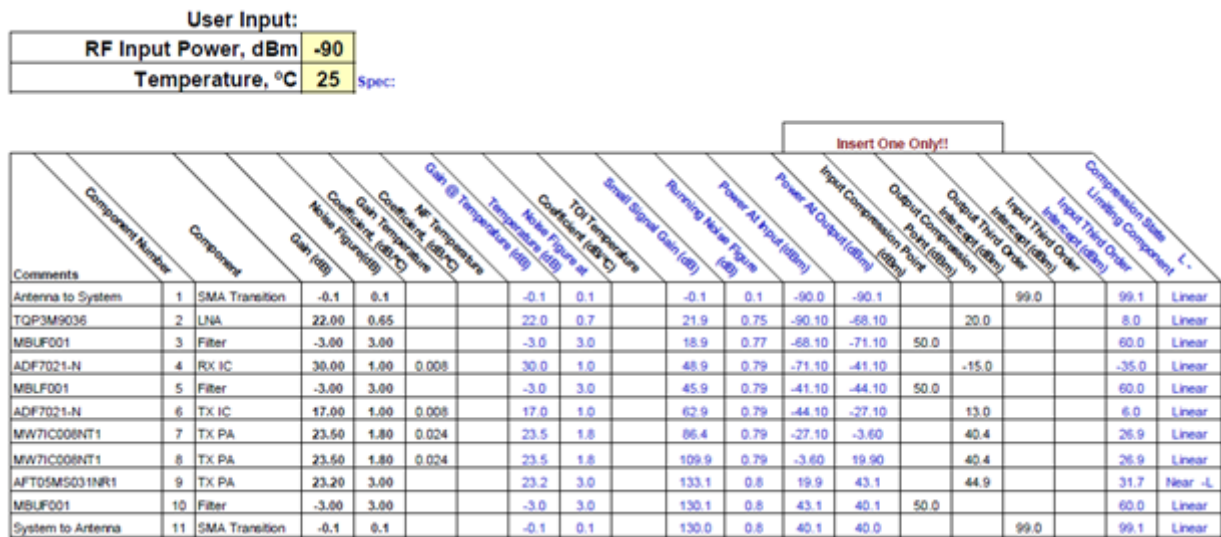 User Input:
RF Input Power, dBm -90
Temperature, ºC 25 Spec:
Insert One Only!!
Comments
Component Number
Component
Gain (dB)
Noise Figure(dB)
Gain Temperature
Coefficient, (dB/ºC)
NF Temperature
Coefficient, (dB/ºC)
Gain @ Temperature (dB)
Noise Figure at
Temperature (dB)
TOI Temperature
Coefficient (dB/ºC)
Small Signal Gain (dB)
Running Noise Figure
(dB)
Power At Input (dBm)
Power At Output (dBm)
Input Compression Point
(dBm)
Output Compression
Point (dBm)
Output Third Order
Intercept (dBm)
Input Third Order
Intercept (dBm)
Input Third Order
Intercept (dBm)
Compression State L -
Limiting Component
Antenna to System 1 SMA Transition -0.1 0.1 -0.1 0.1 -0.1 0.1 -90.0 -90.1 99.0 99.1 Linear
TQP3M9036 2 LNA 22.00 0.65 22.0 0.7 21.9 0.75 -90.10 -68.10 20.0 8.0 Linear
MBUF001 3 Filter -3.00 3.00 -3.0 3.0 18.9 0.77 -68.10 -71.10 50.0 60.0 Linear
ADF7021-N 4 RX IC 30.00 1.00 0.008 30.0 1.0 48.9 0.79 -71.10 -41.10 -15.0 -35.0 Linear
MBLF001 5 Filter -3.00 3.00 -3.0 3.0 45.9 0.79 -41.10 -44.10 50.0 60.0 Linear
ADF7021-N 6 TX IC 17.00 1.00 0.008 17.0 1.0 62.9 0.79 -44.10 -27.10 13.0 6.0 Linear
MW7IC008NT1 7 TX PA 23.50 1.80 0.024 23.5 1.8 86.4 0.79 -27.10 -3.60 40.4 26.9 Linear
MW7IC008NT1 8 TX PA 23.50 1.80 0.024 23.5 1.8 109.9 0.79 -3.60 19.90 40.4 26.9 Linear
AFT05MS031NR1 9 TX PA 23.20 3.00 23.2 3.0 133.1 0.8 19.9 43.1 44.9 31.7 Near -L
MBUF001 10 Filter -3.00 3.00 -3.0 3.0 130.1 0.8 43.1 40.1 50.0 60.0 Linear
System to Antenna 11 SMA Transition -0.1 0.1 -0.1 0.1 130.0 0.8 40.1 40.0 99.0 99.1 Linear